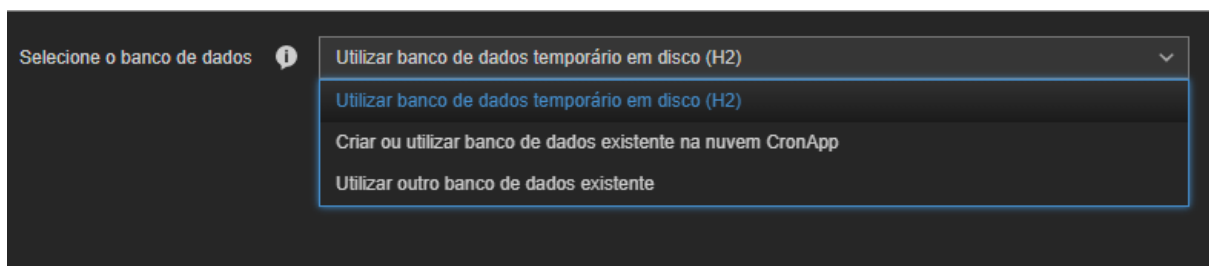 Selecione o banco de dados
Utilizar banco de dados temporário em disco (H2)
Utilizar banco de dados temporário em disco (H2)
Criar ou utilizar banco de dados existente na nuvem CronApp
Utilizar outro banco de dados existente